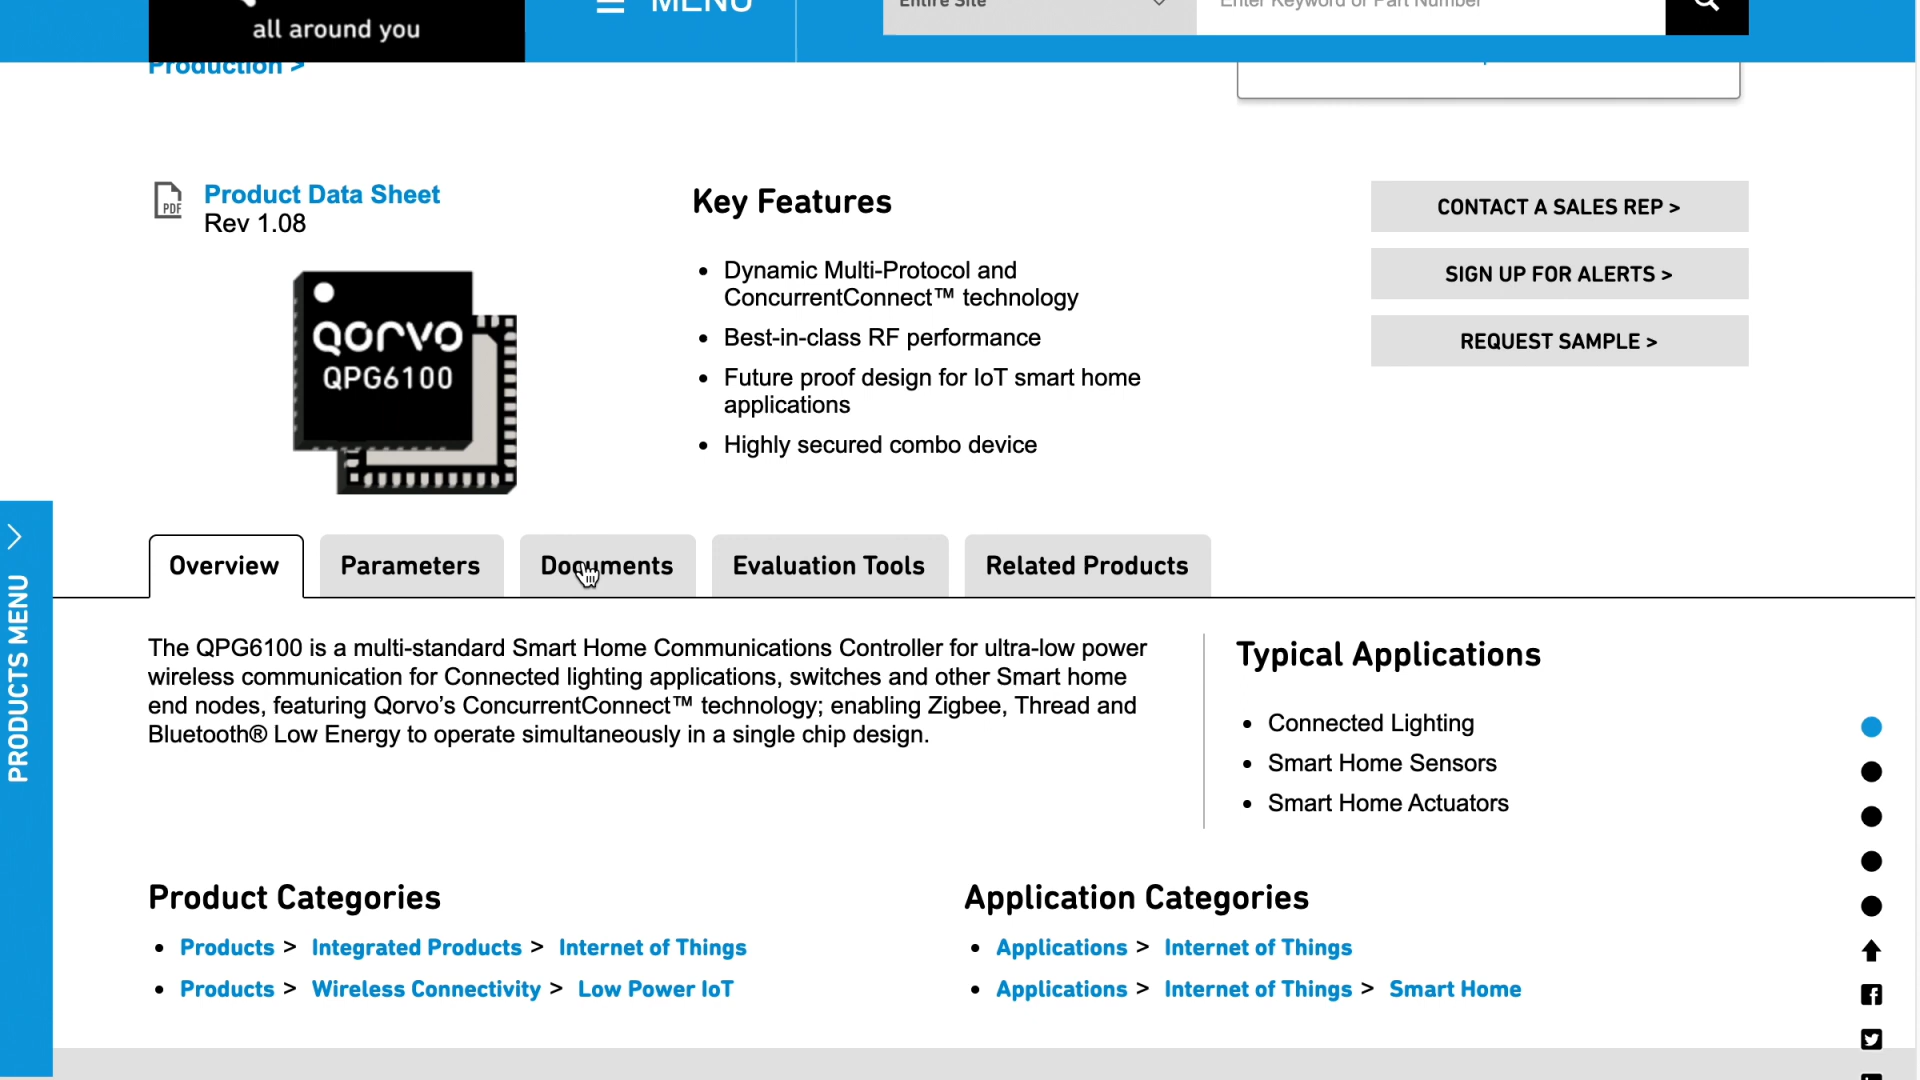 all around you
MENU
Entire Site
Enter Keyword or Part Number
Production >
PDF
Product Data Sheet
Rev 1.08
QORVO
QPG6100
Key Features
• Dynamic Multi-Protocol and
ConcurrentConnect™ technology
• Best-in-class RF performance
• Future proof design for IoT smart home
applications
• Highly secured combo device
CONTACT A SALES REP >
SIGN UP FOR ALERTS >
REQUEST SAMPLE >
PRODUCTS MENU
Overview
Parameters
Documents
Evaluation Tools
Related Products
The QPG6100 is a multi-standard Smart Home Communications Controller for ultra-low power
wireless communication for Connected lighting applications, switches and other Smart home
end nodes, featuring Qorvo’s ConcurrentConnect™ technology; enabling Zigbee, Thread and
Bluetooth® Low Energy to operate simultaneously in a single chip design.
Typical Applications
• Connected Lighting
• Smart Home Sensors
• Smart Home Actuators
Product Categories
• Products > Integrated Products > Internet of Things
• Products > Wireless Connectivity > Low Power IoT
Application Categories
• Applications > Internet of Things
• Applications > Internet of Things > Smart Home